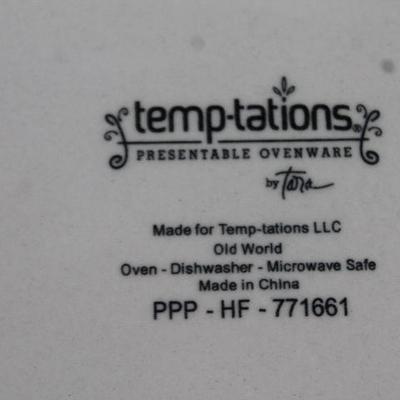 temp-tations®
PRESENTABLE OVENWARE
by Tara
Made for Temp-tations LLC
Old World
Oven - Dishwasher - Microwave Safe
Made in China
PPP - HF - 771661